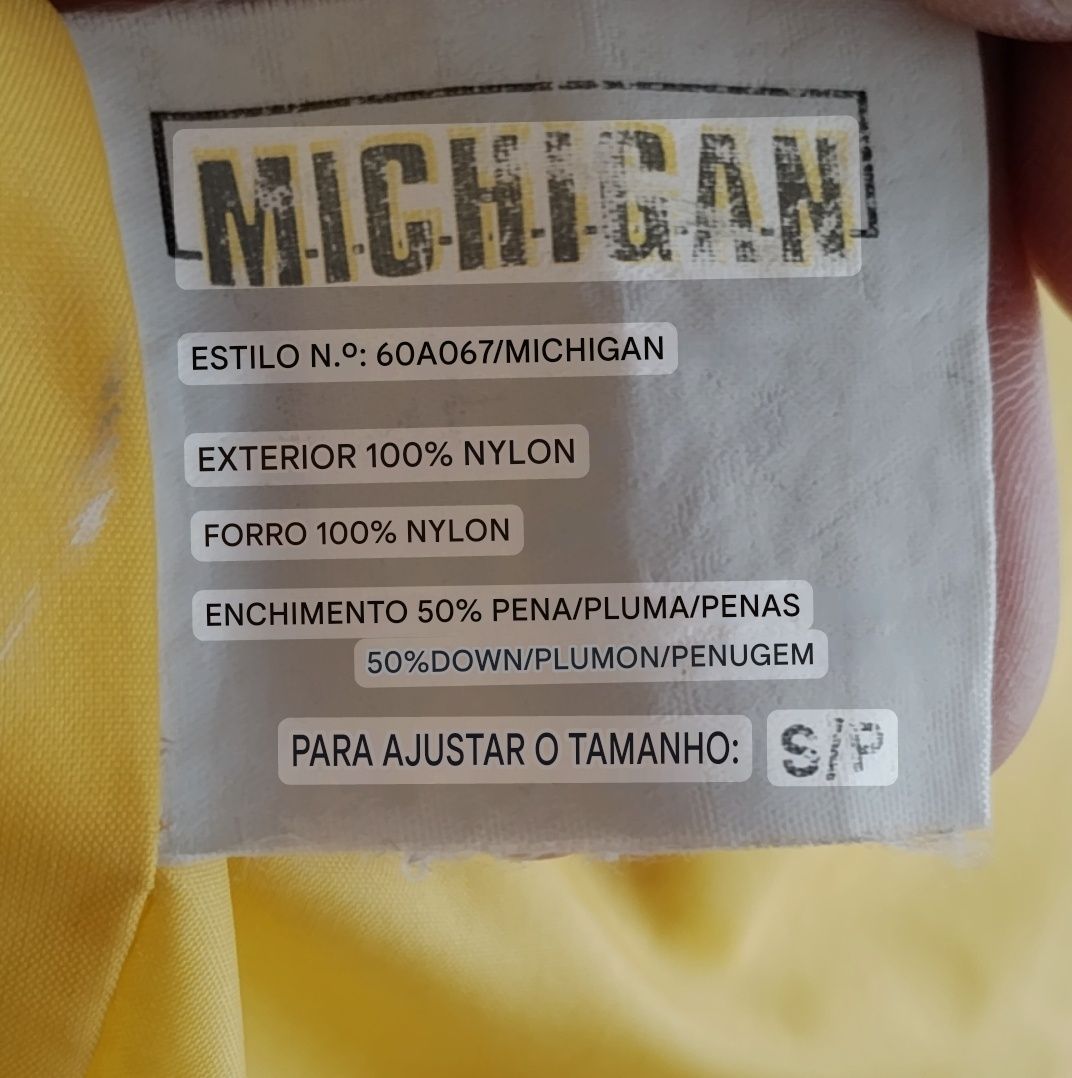 MICHIGAN
ESTILO N.º: 60A067/MICHIGAN
EXTERIOR 100% NYLON
FORRO 100% NYLON
ENCHIMENTO 50% PENA/PLUMA/PENAS
50%DOWN/PLUMON/PENUGEM
PARA AJUSTAR O TAMANHO: S/P